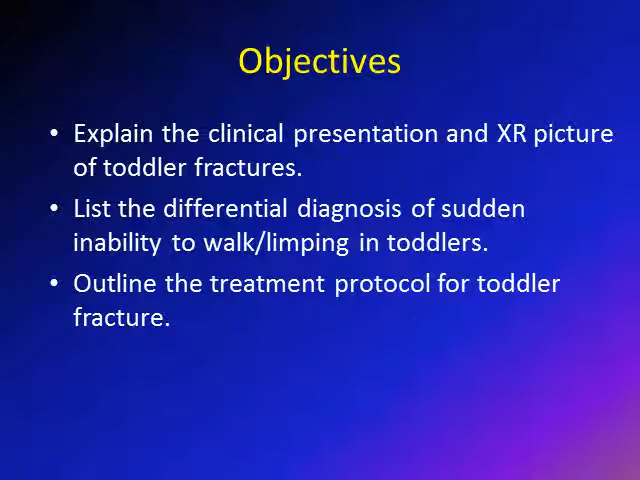 Objectives
• Explain the clinical presentation and XR picture
of toddler fractures.
• List the differential diagnosis of sudden
inability to walk/limping in toddlers.
• Outline the treatment protocol for toddler
fracture.